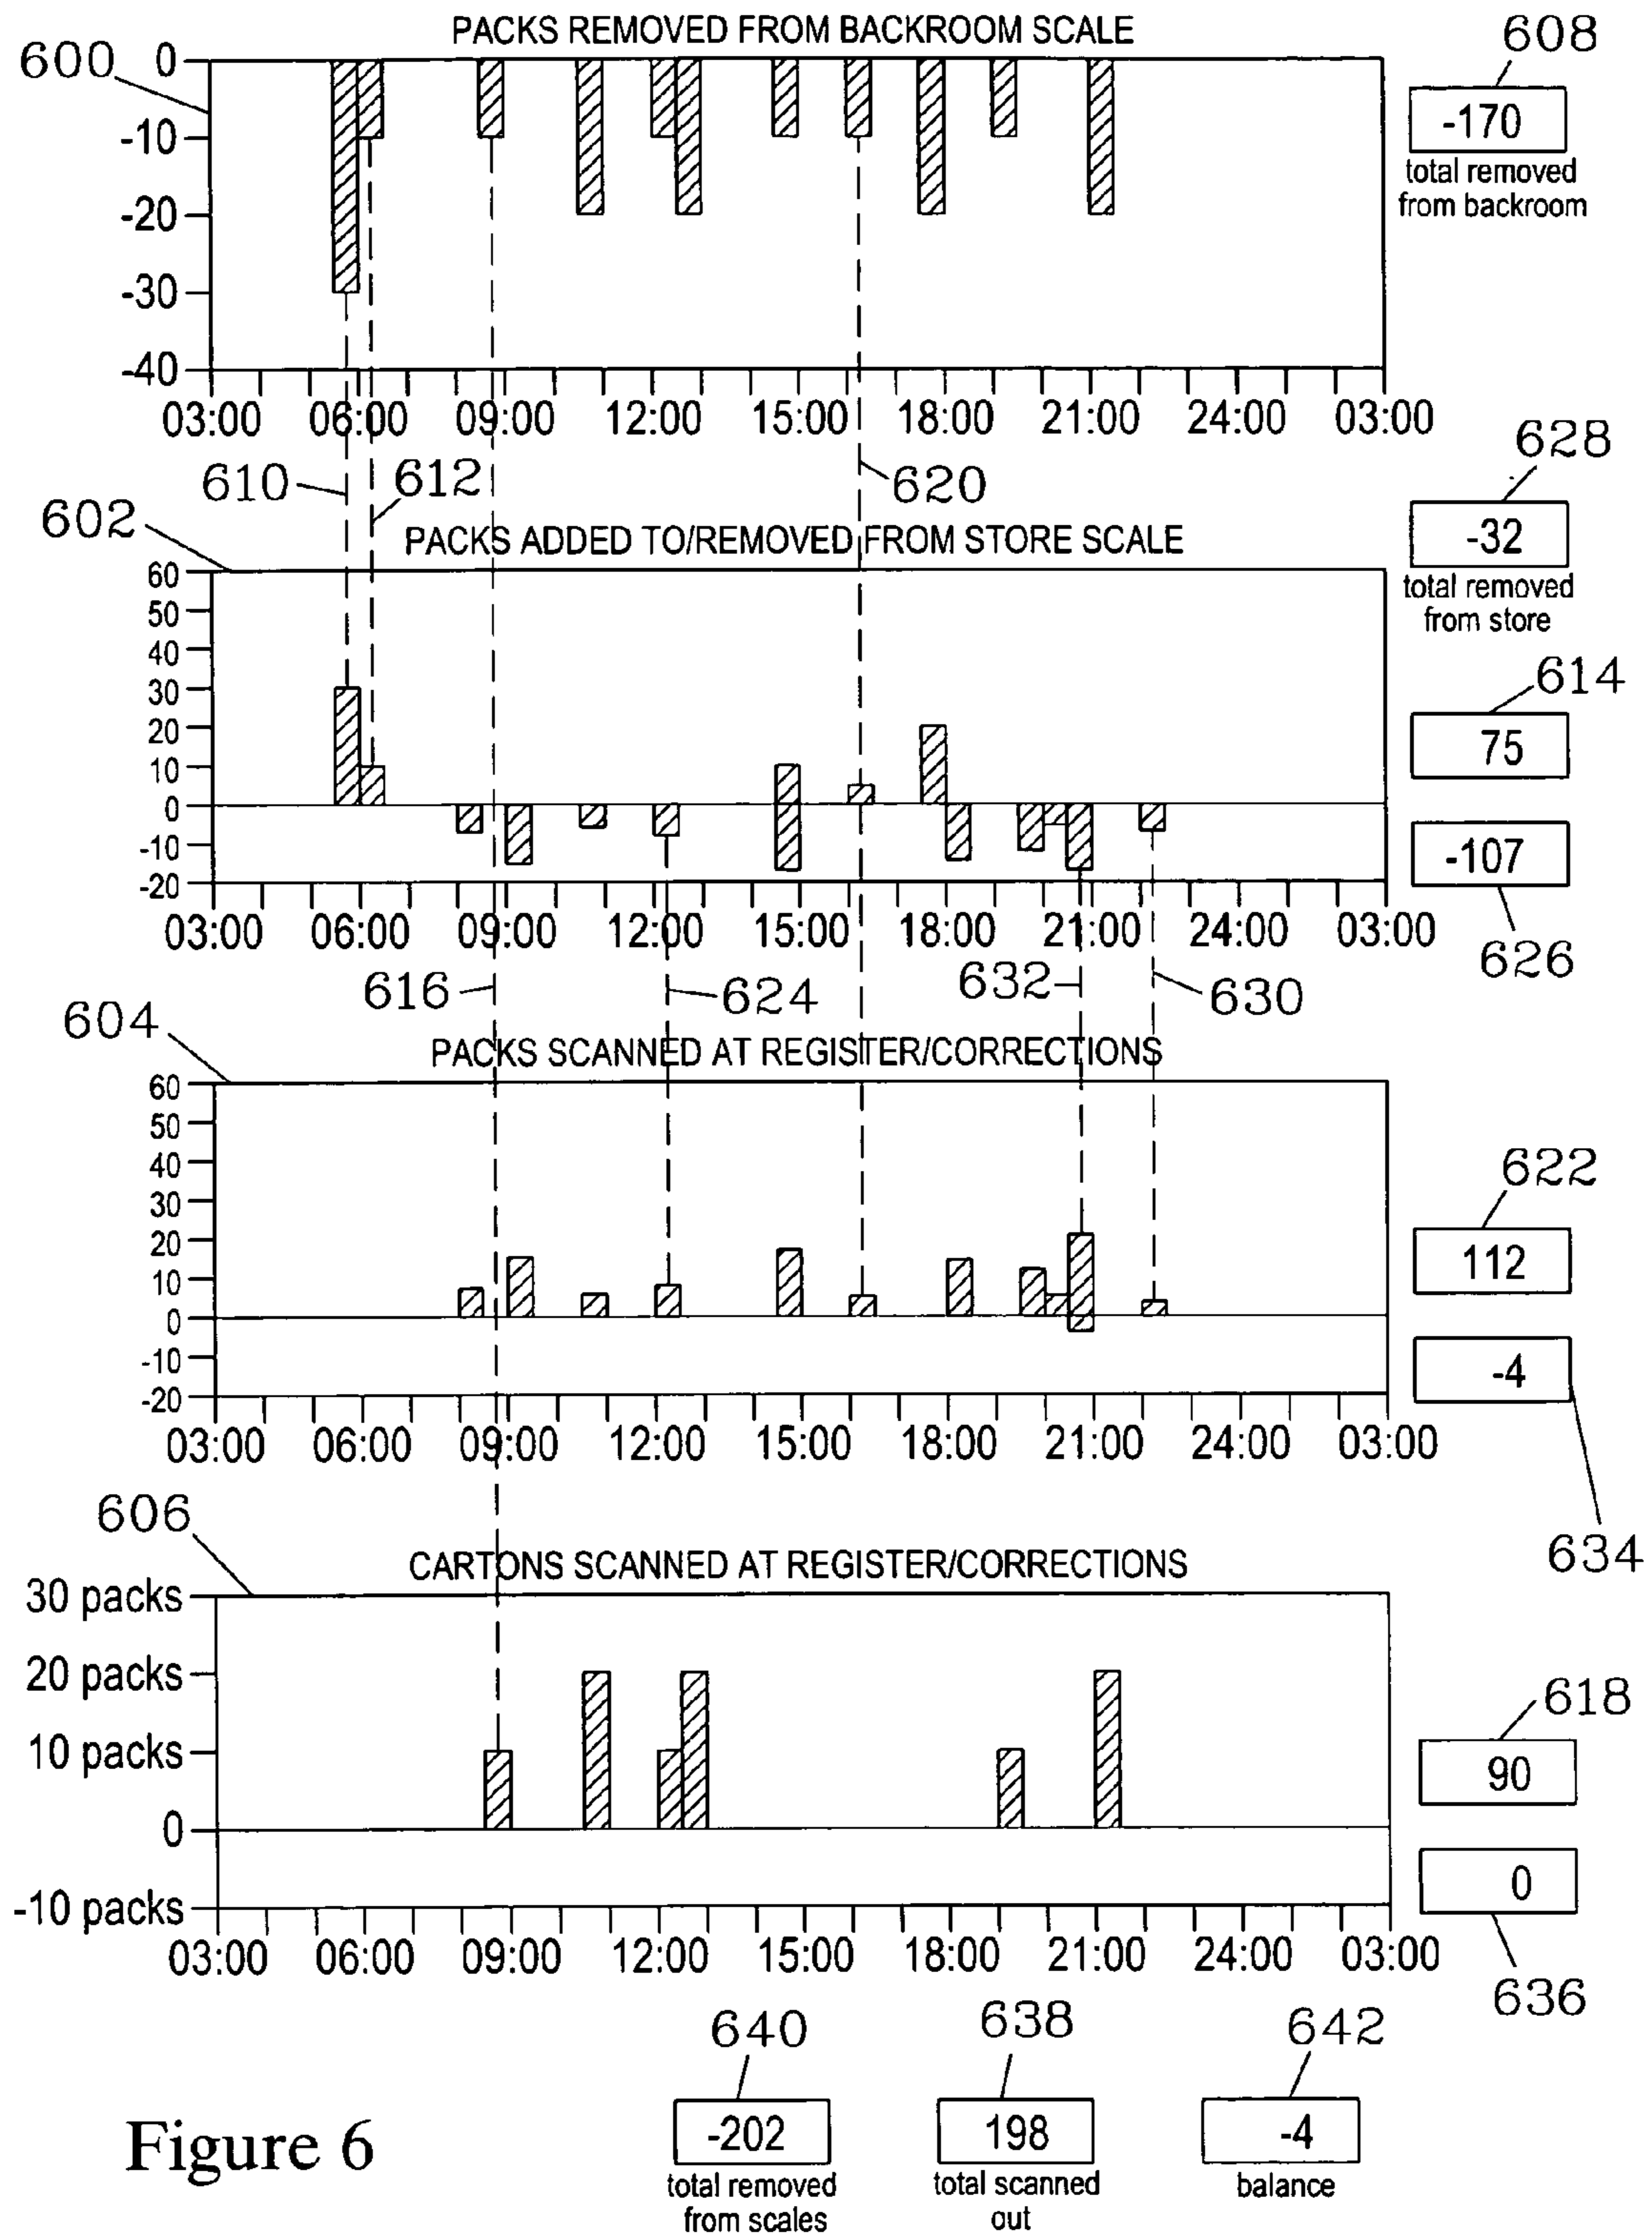 PACKS REMOVED FROM BACKROOM SCALE
608
600
0
-10
-20
-30
-40
-170
total removed
from backroom
03:00 06:00 09:00 12:00 15:00 18:00 21:00 24:00 03:00
610
612
620
628
602
PACKS ADDED TO/REMOVED FROM STORE SCALE
-32
total removed
from store
60
50
40
30
20
10
0
-10
-20
614
75
-107
626
03:00 06:00 09:00 12:00 15:00 18:00 21:00 24:00 03:00
616
624
632
630
604
PACKS SCANNED AT REGISTER/CORRECTIONS
60
50
40
30
20
10
0
-10
-20
622
112
-4
634
03:00 06:00 09:00 12:00 15:00 18:00 21:00 24:00 03:00
606
CARTONS SCANNED AT REGISTER/CORRECTIONS
30 packs
20 packs
10 packs
0
-10 packs
618
90
0
636
03:00 06:00 09:00 12:00 15:00 18:00 21:00 24:00 03:00
640
638
642
Figure 6
-202
total removed
from scales
198
total scanned
out
-4
balance